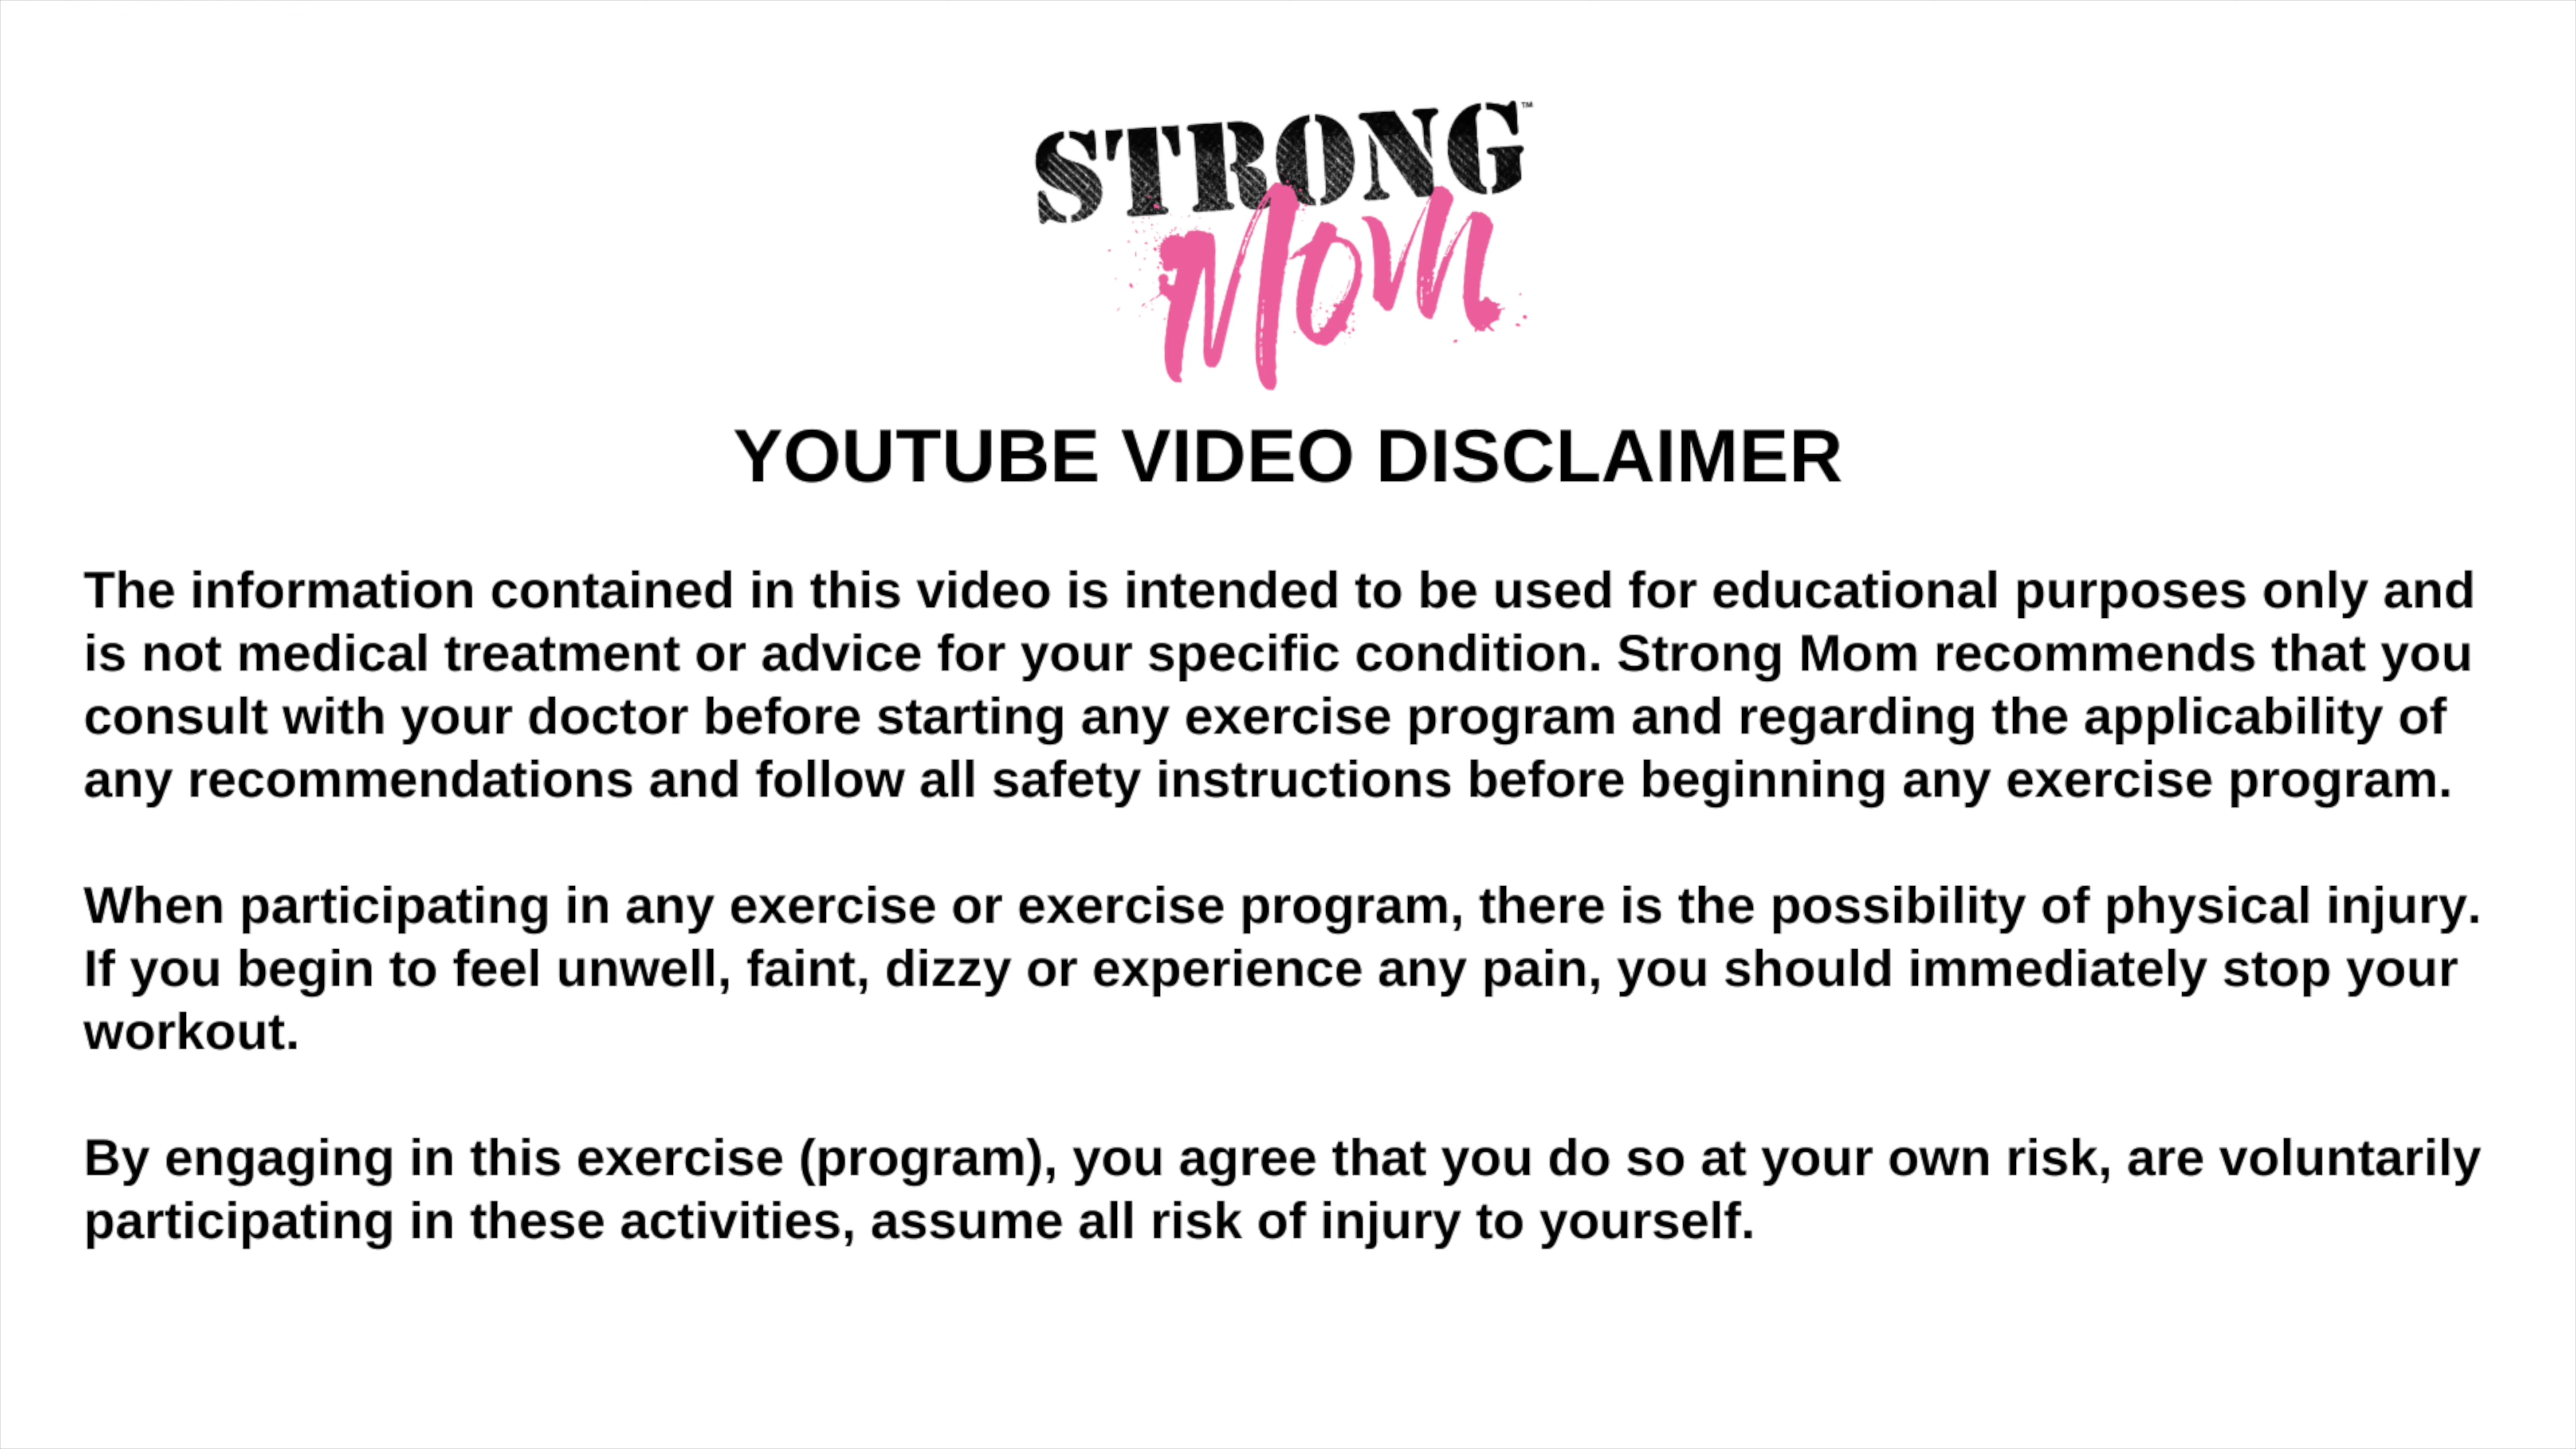 STRONG™
Mom
YOUTUBE VIDEO DISCLAIMER
The information contained in this video is intended to be used for educational purposes only and
is not medical treatment or advice for your specific condition. Strong Mom recommends that you
consult with your doctor before starting any exercise program and regarding the applicability of
any recommendations and follow all safety instructions before beginning any exercise program.
When participating in any exercise or exercise program, there is the possibility of physical injury.
If you begin to feel unwell, faint, dizzy or experience any pain, you should immediately stop your
workout.
By engaging in this exercise (program), you agree that you do so at your own risk, are voluntarily
participating in these activities, assume all risk of injury to yourself.